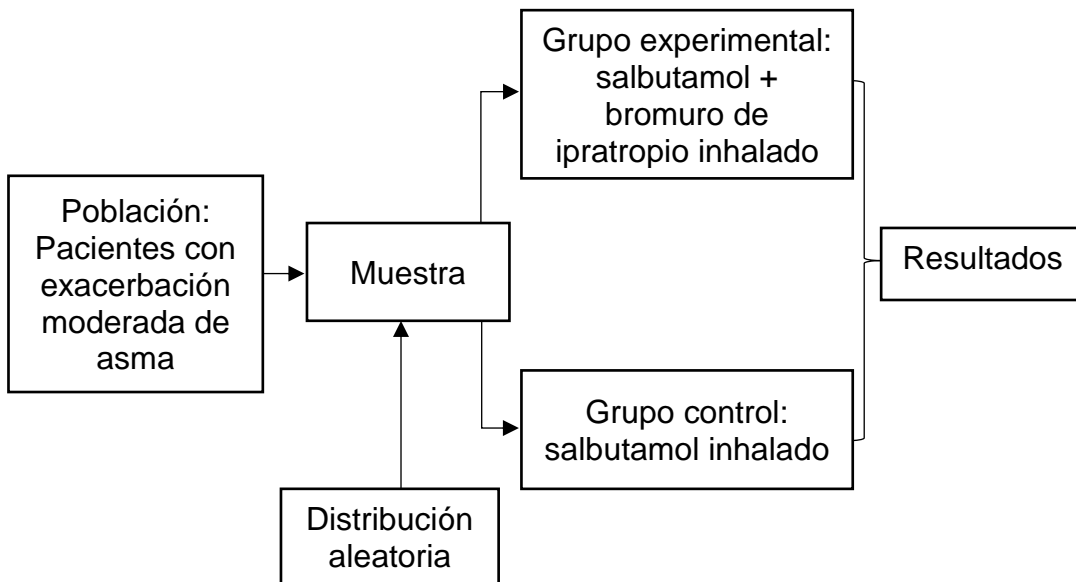 Población:
Pacientes con
exacerbación
moderada de
asma
Muestra
Distribución
aleatoria
Grupo experimental:
salbutamol +
bromuro de
ipratropio inhalado
Grupo control:
salbutamol inhalado
Resultados